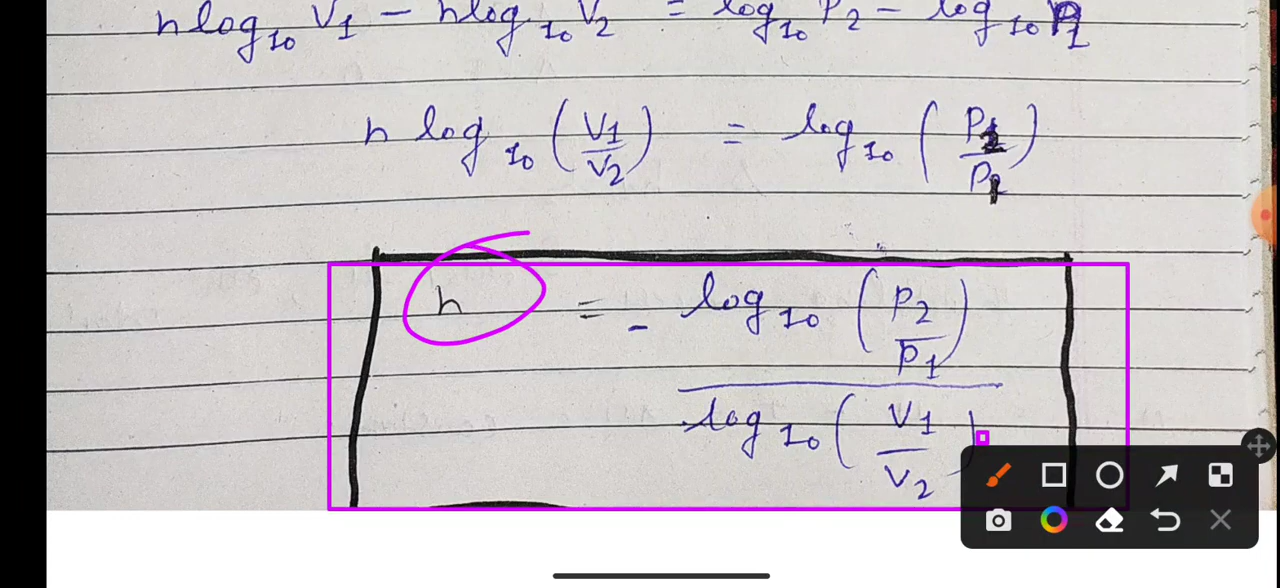 n log₁₀ V₁ - n log₁₀ V₂ = log₁₀ P₂ - log₁₀ P₁
n log₁₀ (V₁/V₂) = log₁₀ (P₂/P₁)
n = - log₁₀ (P₂/P₁) / log₁₀ (V₁/V₂)